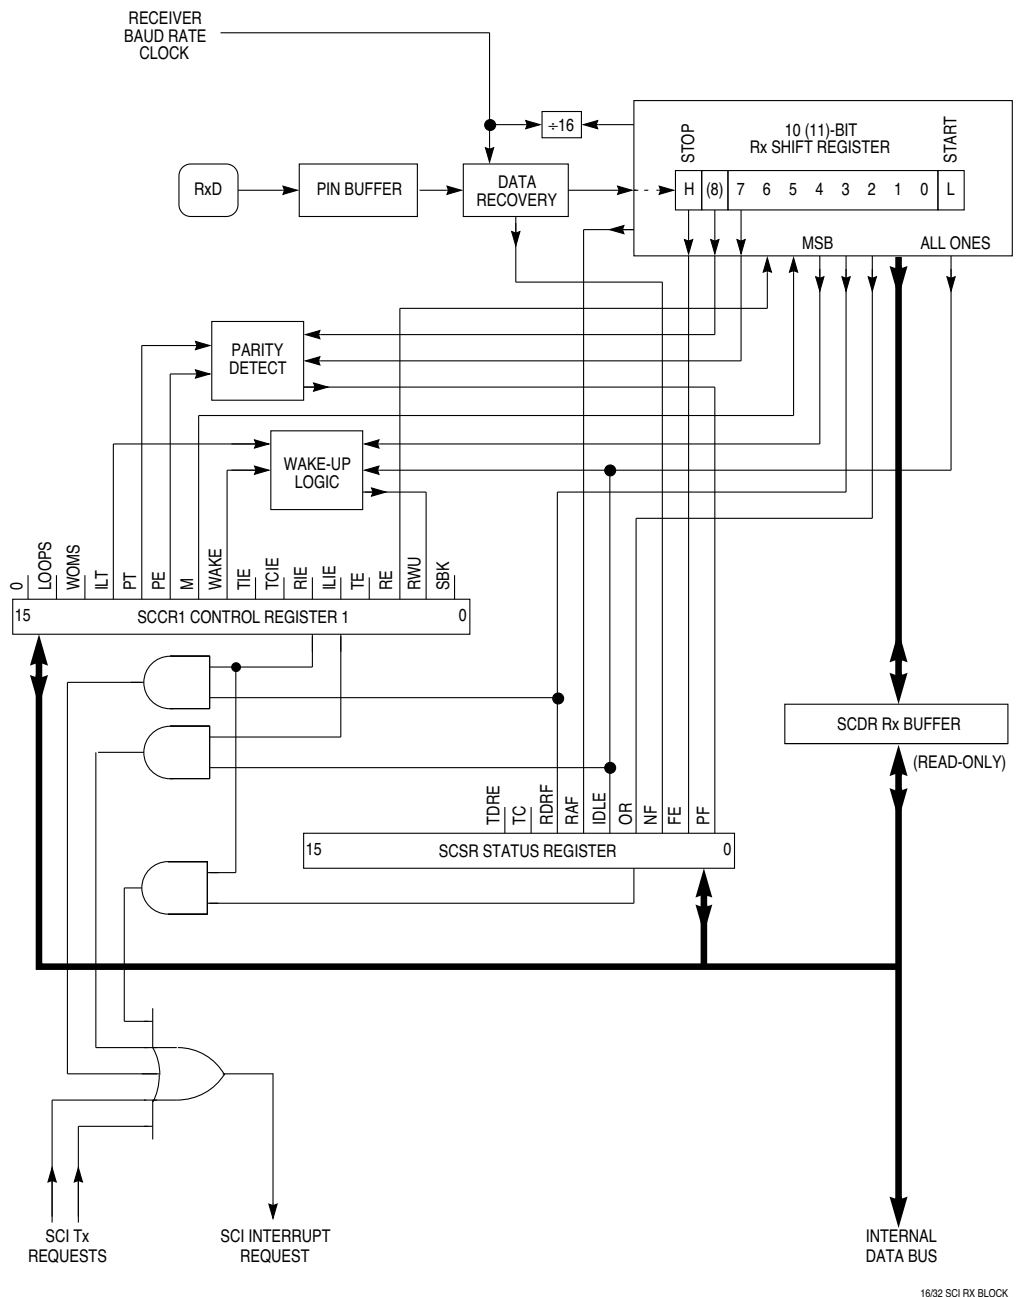 RECEIVER
BAUD RATE
CLOCK
÷16
10 (11)-BIT
Rx SHIFT REGISTER
STOP
START
RxD
PIN BUFFER
DATA
RECOVERY
H (8) 7 6 5 4 3 2 1 0 L
MSB
ALL ONES
PARITY
DETECT
WAKE-UP
LOGIC
0
LOOPS
WOMS
ILT
PT
PE
M
WAKE
TIE
TCIE
RIE
ILIE
TE
RE
RWU
SBK
15 SCCR1 CONTROL REGISTER 1 0
SCDR Rx BUFFER
(READ-ONLY)
TDRE
TC
RDRF
RAF
IDLE
OR
NF
FE
PF
15 SCSR STATUS REGISTER 0
SCI Tx
REQUESTS
SCI INTERRUPT
REQUEST
INTERNAL
DATA BUS
16/32 SCI RX BLOCK